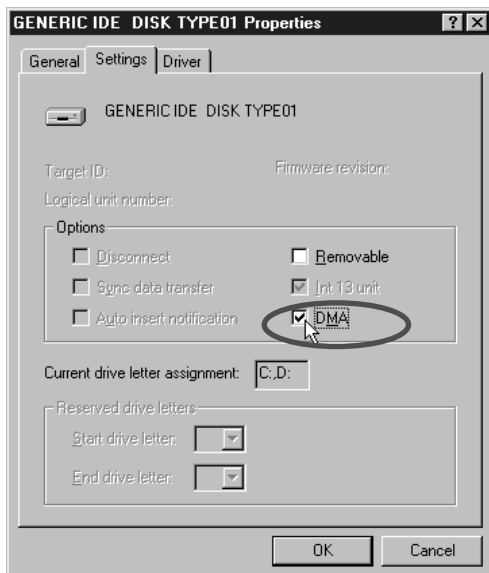 GENERIC IDE DISK TYPE01 Properties
General Settings Driver
GENERIC IDE DISK TYPE01
Target ID: Firmware revision:
Logical unit number:
Options
Disconnect Removable
Sync data transfer Int 13 unit
Auto insert notification DMA
Current drive letter assignment: C:,D:
Reserved drive letters
Start drive letter:
End drive letter:
OK Cancel